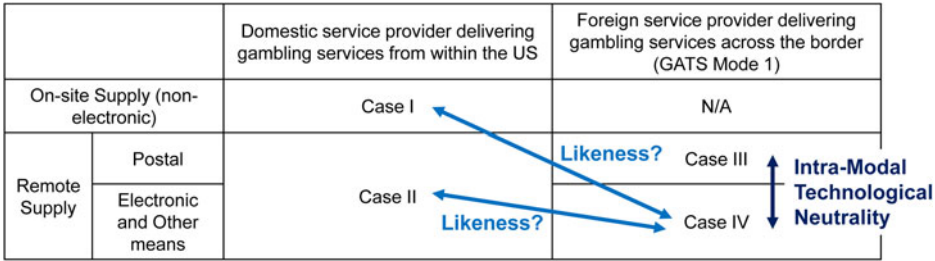 Domestic service provider delivering
gambling services from within the US
Foreign service provider delivering
gambling services across the border
(GATS Mode 1)
On-site Supply (non-
electronic)
Case I
N/A
Remote
Supply
Postal
Electronic
and Other
means
Case II
Likeness?
Likeness?
Case III
Case IV
Intra-Modal
Technological
Neutrality